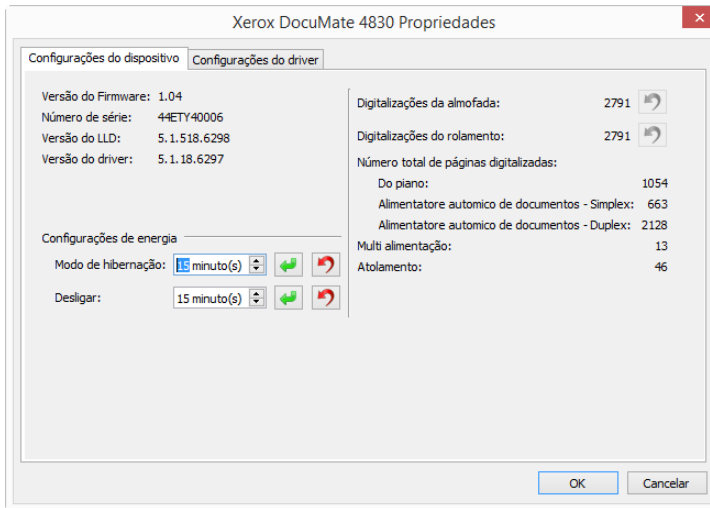 Xerox DocuMate 4830 Propriedades
Configurações do dispositivo
Configurações do driver
Versão do Firmware: 1.04
Número de série: 44ETY40006
Versão do LLD: 5.1.518.6298
Versão do driver: 5.1.18.6297
Configurações de energia
Modo de hibernação: 15 minuto(s)
Desligar: 15 minuto(s)
Digitalizações da almofada: 2791
Digitalizações do rolamento: 2791
Número total de páginas digitalizadas:
Do piano: 1054
Alimentatore automico de documentos - Simplex: 663
Alimentatore automico de documentos - Duplex: 2128
Multi alimentação: 13
Atolamento: 46
OK
Cancelar